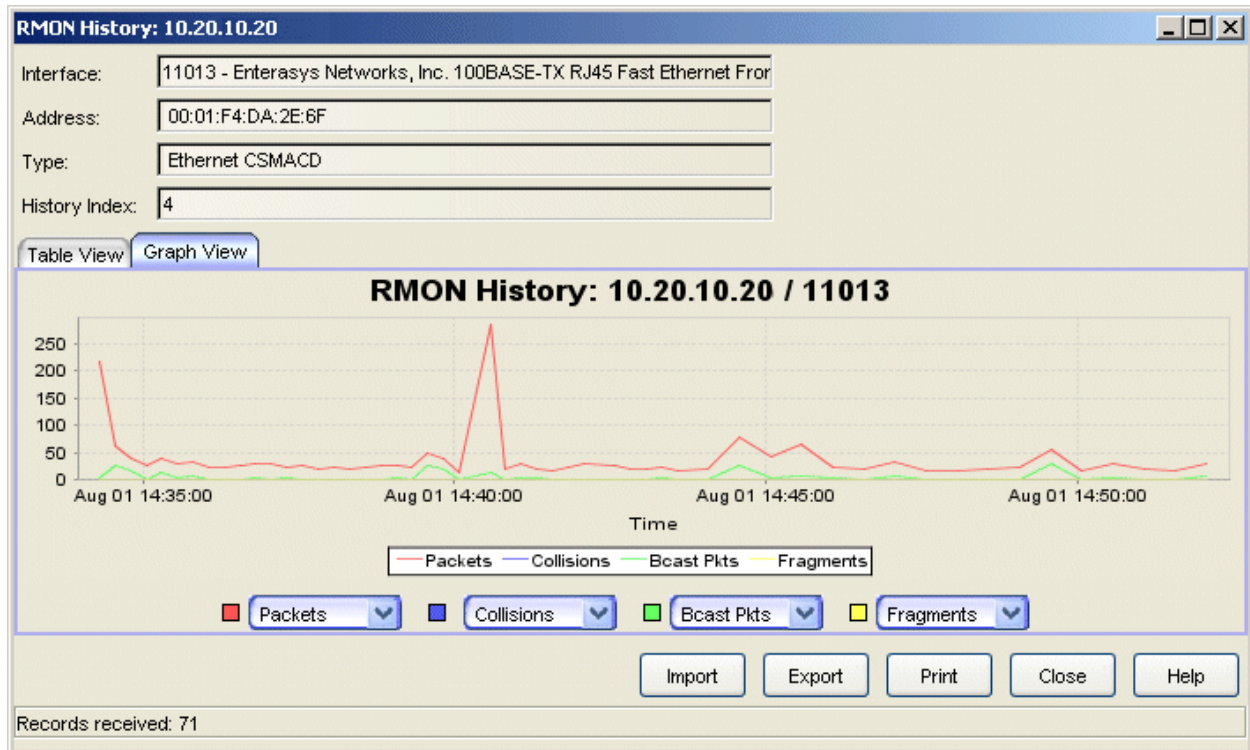 RMON History: 10.20.10.20
Interface: 11013 - Enterasys Networks, Inc. 100BASE-TX RJ45 Fast Ethernet Fror
Address: 00:01:F4:DA:2E:6F
Type: Ethernet CSMACD
History Index: 4
Table View Graph View
RMON History: 10.20.10.20 / 11013
250
200
150
100
50
0
Aug 01 14:35:00 Aug 01 14:40:00 Aug 01 14:45:00 Aug 01 14:50:00
Time
Packets Collisions Bcast Pkts Fragments
Packets Collisions Bcast Pkts Fragments
Import Export Print Close Help
Records received: 71